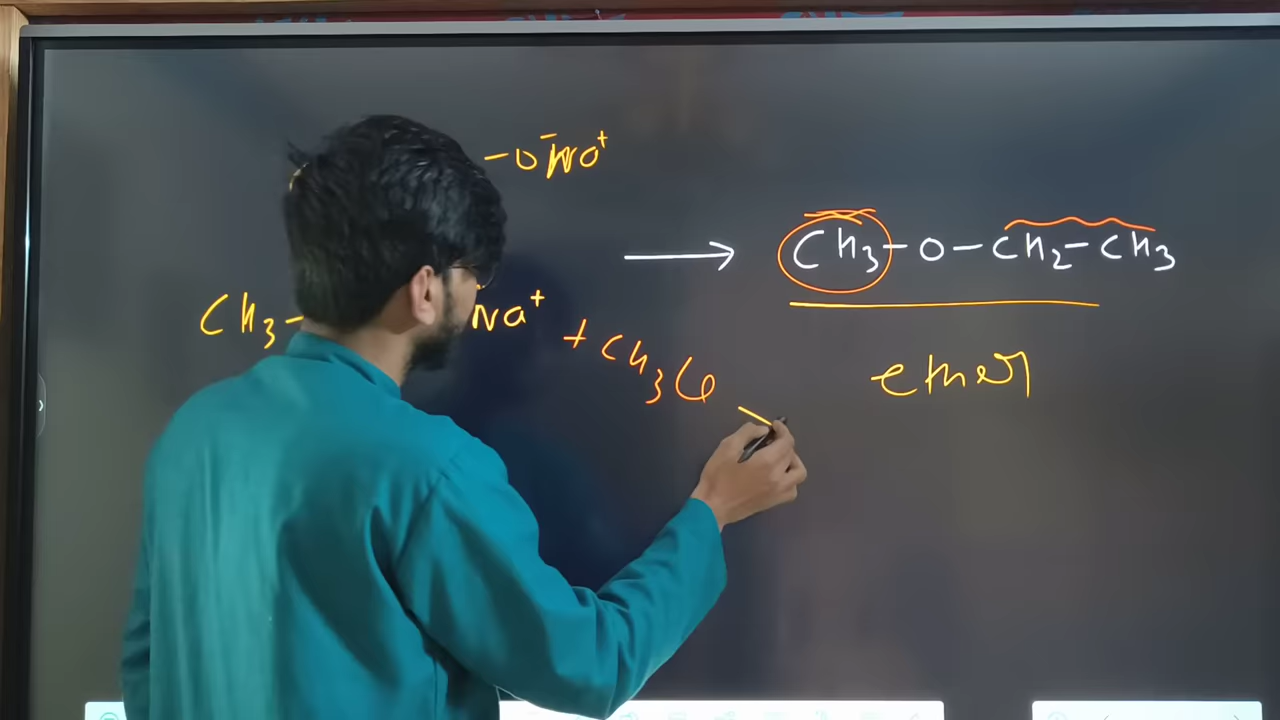 -O⁻Na⁺
⟶ CH₃-O-CH₂-CH₃
CH₃- Na⁺ + CH₃Cl
ether